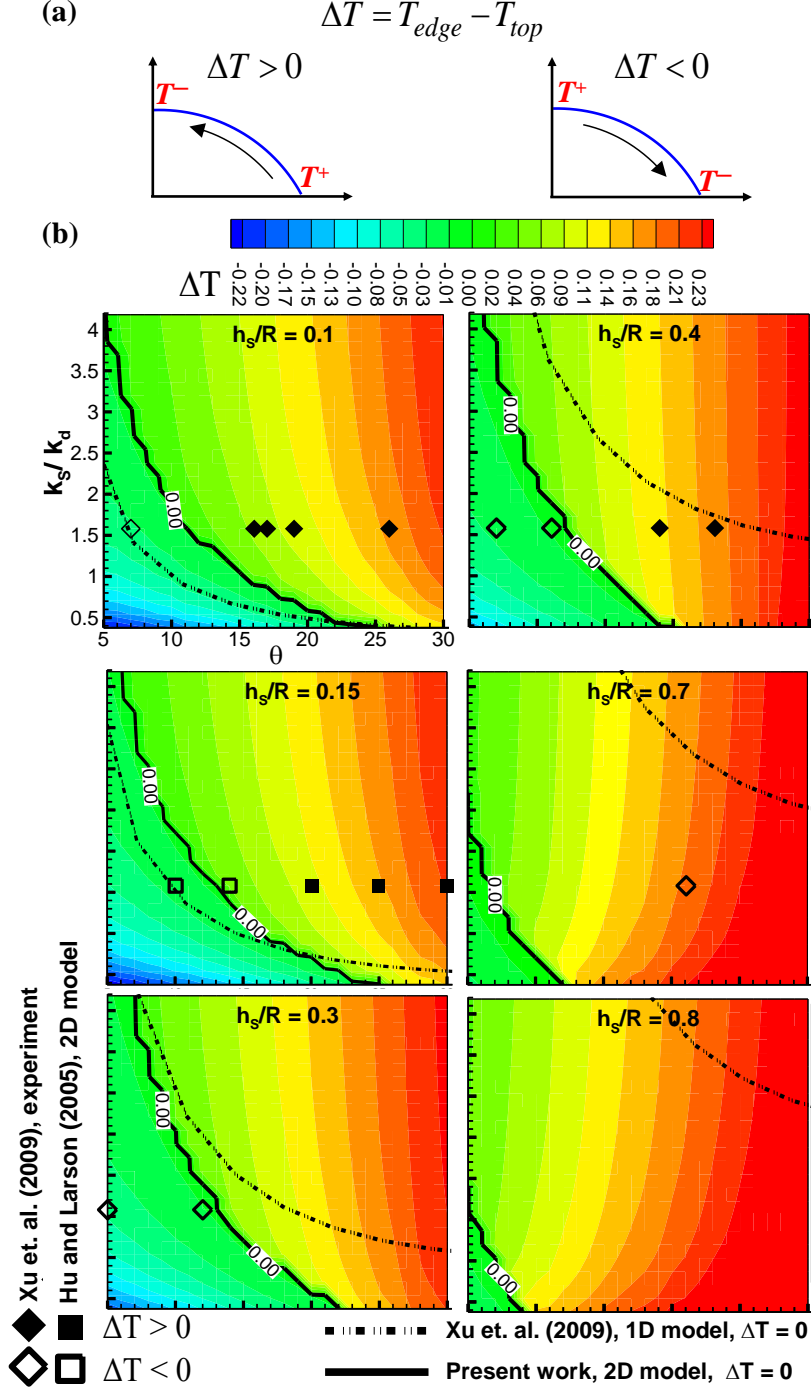 (a)
ΔT = T_edge − T_top
ΔT > 0
ΔT < 0
T⁻
T⁺
T⁺
T⁻
(b)
ΔT
-0.22 -0.20 -0.17 -0.15 -0.13 -0.10 -0.08 -0.05 -0.03 -0.01 0.00 0.02 0.04 0.06 0.09 0.11 0.14 0.16 0.18 0.21 0.23
h_S/R = 0.1
h_S/R = 0.4
k_S/ k_d
4
3.5
3
2.5
2
1.5
1
0.5
0.00
0.00
5 10 15 20 25 30
θ
h_S/R = 0.15
h_S/R = 0.7
0.00
0.00
h_S/R = 0.3
h_S/R = 0.8
0.00
0.00
0.00
Xu et. al. (2009), experiment
Hu and Larson (2005), 2D model
ΔT > 0
Xu et. al. (2009), 1D model, ΔT = 0
ΔT < 0
Present work, 2D model, ΔT = 0